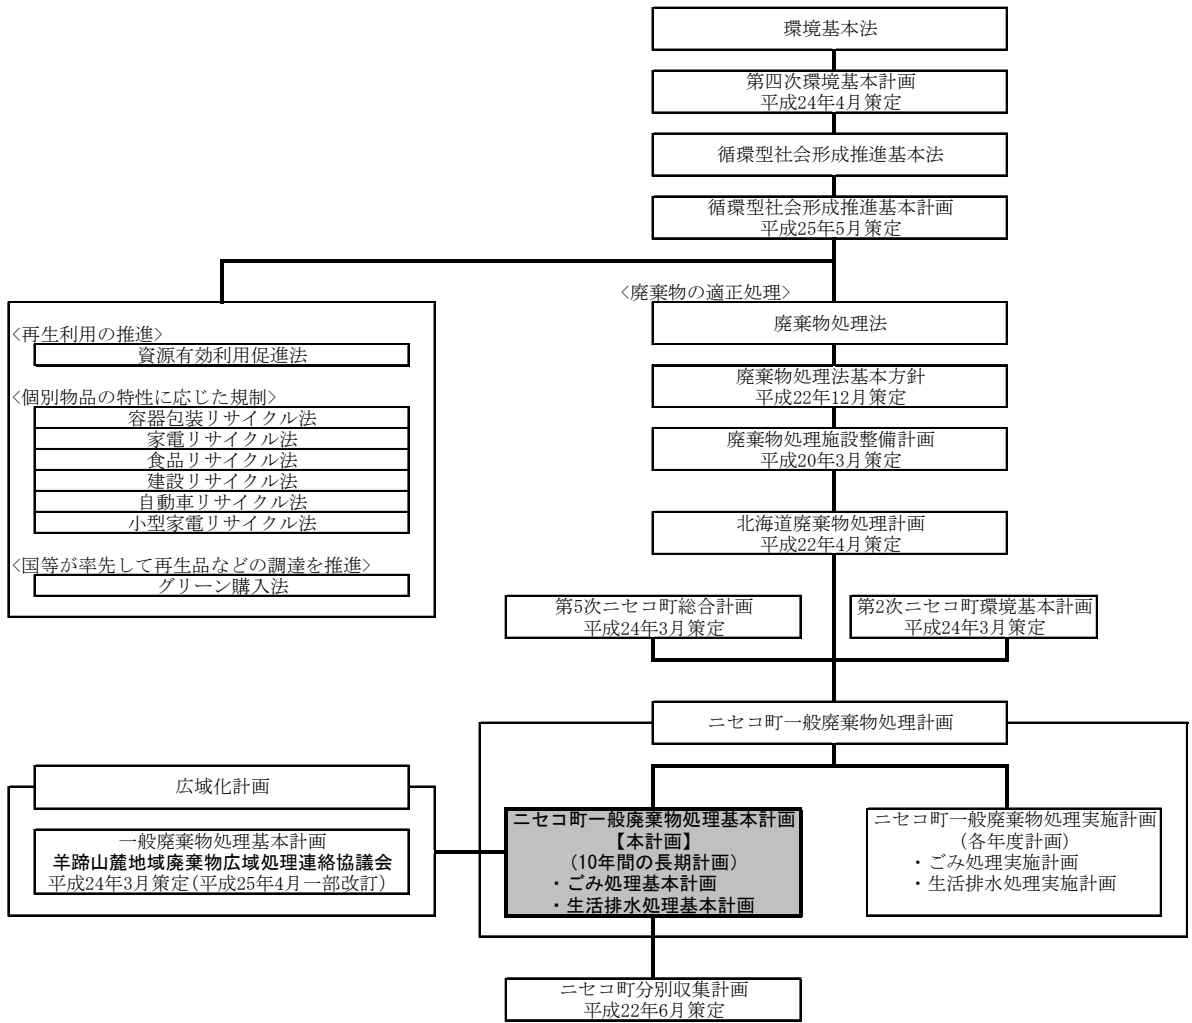 環境基本法
第四次環境基本計画
平成24年4月策定
循環型社会形成推進基本法
循環型社会形成推進基本計画
平成25年5月策定
<再生利用の推進>
資源有効利用促進法
<個別物品の特性に応じた規制>
容器包装リサイクル法
家電リサイクル法
食品リサイクル法
建設リサイクル法
自動車リサイクル法
小型家電リサイクル法
<国等が率先して再生品などの調達を推進>
グリーン購入法
<廃棄物の適正処理>
廃棄物処理法
廃棄物処理法基本方針
平成22年12月策定
廃棄物処理施設整備計画
平成20年3月策定
北海道廃棄物処理計画
平成22年4月策定
第5次ニセコ町総合計画
平成24年3月策定
第2次ニセコ町環境基本計画
平成24年3月策定
ニセコ町一般廃棄物処理計画
広域化計画
一般廃棄物処理基本計画
羊蹄山麓地域廃棄物広域処理連絡協議会
平成24年3月策定(平成25年4月一部改訂)
ニセコ町一般廃棄物処理基本計画
【本計画】
(10年間の長期計画)
・ごみ処理基本計画
・生活排水処理基本計画
ニセコ町一般廃棄物処理実施計画
(各年度計画)
・ごみ処理実施計画
・生活排水処理実施計画
ニセコ町分別収集計画
平成22年6月策定